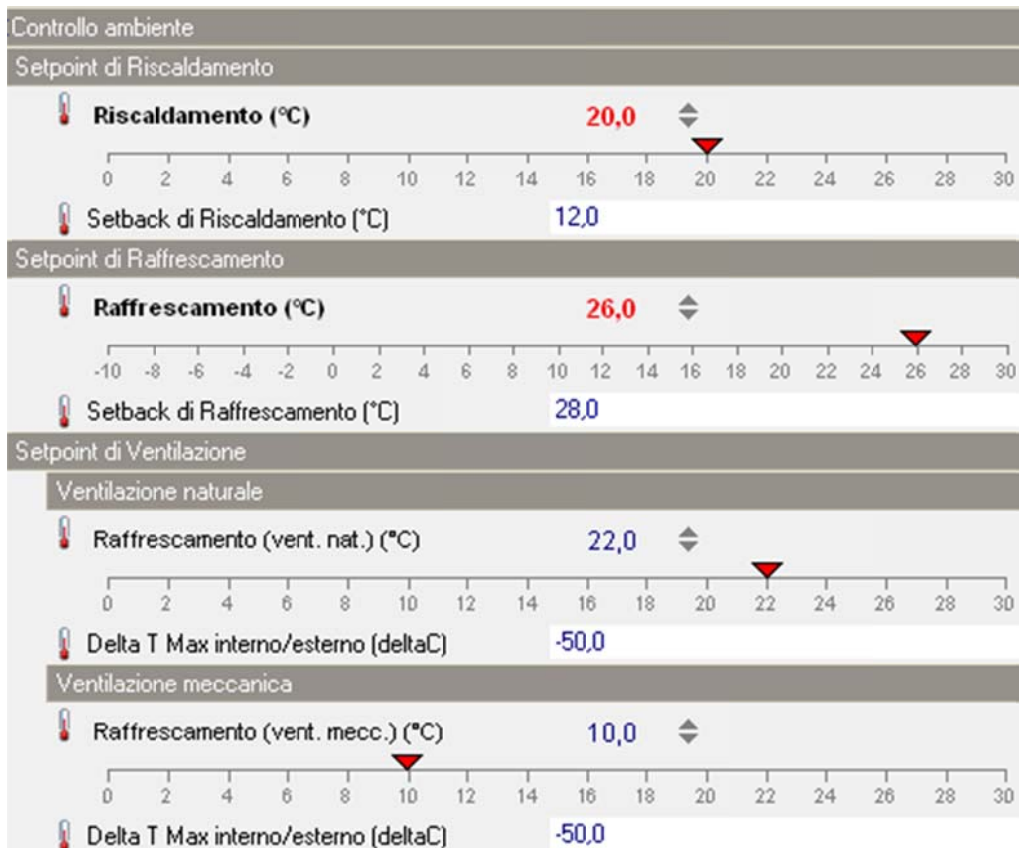 Controllo ambiente
Setpoint di Riscaldamento
Riscaldamento (°C) 20,0
0 2 4 6 8 10 12 14 16 18 20 22 24 26 28 30
Setback di Riscaldamento (°C) 12,0
Setpoint di Raffrescamento
Raffrescamento (°C) 26,0
-10 -8 -6 -4 -2 0 2 4 6 8 10 12 14 16 18 20 22 24 26 28 30
Setback di Raffrescamento (°C) 28,0
Setpoint di Ventilazione
Ventilazione naturale
Raffrescamento (vent. nat.) (°C) 22,0
0 2 4 6 8 10 12 14 16 18 20 22 24 26 28 30
Delta T Max interno/esterno (deltaC) -50,0
Ventilazione meccanica
Raffrescamento (vent. mecc.) (°C) 10,0
0 2 4 6 8 10 12 14 16 18 20 22 24 26 28 30
Delta T Max interno/esterno (deltaC) -50,0